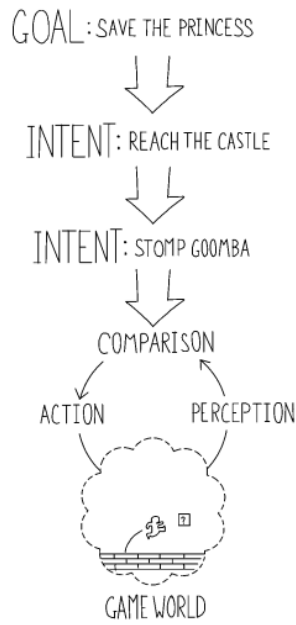 GOAL: SAVE THE PRINCESS
INTENT: REACH THE CASTLE
INTENT: STOMP GOOMBA
COMPARISON
ACTION PERCEPTION
?
GAME WORLD